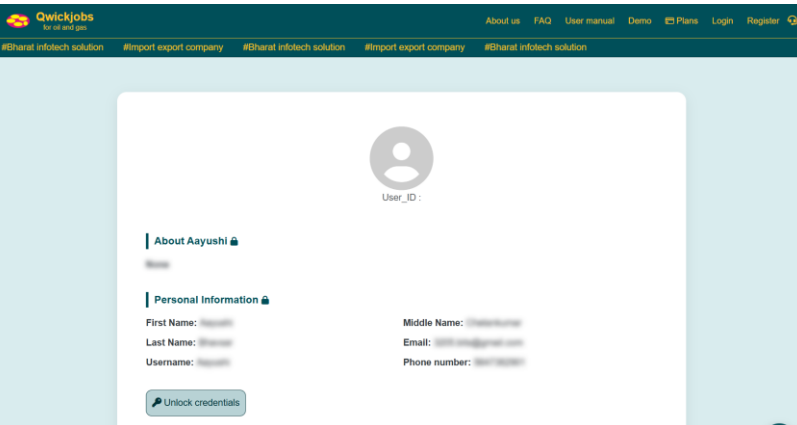 Qwickjobs
for oil and gas
About us FAQ User manual Demo Plans Login Register
#Bharat infotech solution #Import export company #Bharat infotech solution #Import export company #Bharat infotech solution
User_ID :
About Aayushi
Personal Information
First Name:
Middle Name:
Last Name:
Email:
Username:
Phone number:
Unlock credentials